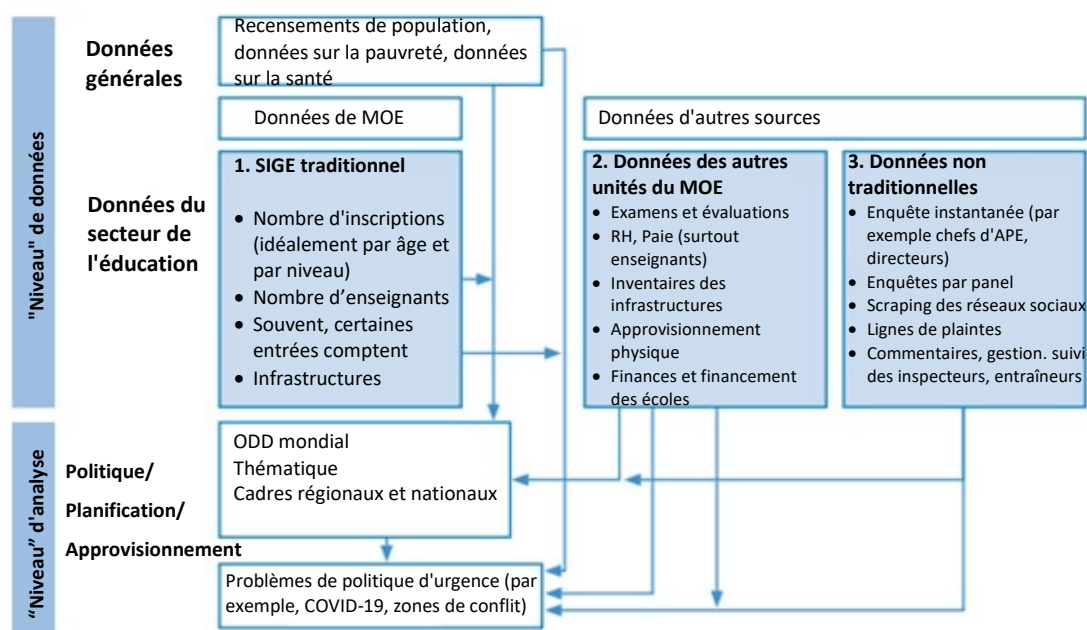 "Niveau" de données
Données
générales
Recensements de population,
données sur la pauvreté, données
sur la santé
Données de MOE
Données d'autres sources
Données du
secteur de
l'éducation
1. SIGE traditionnel
• Nombre d'inscriptions
(idéalement par âge et
par niveau)
• Nombre d’enseignants
• Souvent, certaines
entrées comptent
• Infrastructures
2. Données des autres
unités du MOE
• Examens et évaluations
• RH, Paie (surtout
enseignants)
• Inventaires des
infrastructures
• Approvisionnement
physique
• Finances et financement
des écoles
3. Données non
traditionnelles
• Enquête instantanée (par
exemple chefs d'APE,
directeurs)
• Enquêtes par panel
• Scraping des réseaux sociaux
• Lignes de plaintes
• Commentaires, gestion. suivi
des inspecteurs, entraîneurs
“Niveau” d'analyse
Politique/
Planification/
Approvisionnement
ODD mondial
Thématique
Cadres régionaux et nationaux
Problèmes de politique d'urgence (par
exemple, COVID-19, zones de conflit)